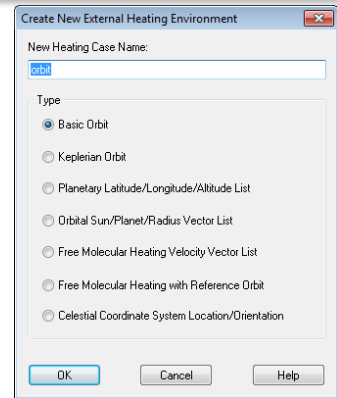 Create New External Heating Environment
New Heating Case Name:
orbit
Type
Basic Orbit
Keplerian Orbit
Planetary Latitude/Longitude/Altitude List
Orbital Sun/Planet/Radius Vector List
Free Molecular Heating Velocity Vector List
Free Molecular Heating with Reference Orbit
Celestial Coordinate System Location/Orientation
OK Cancel Help